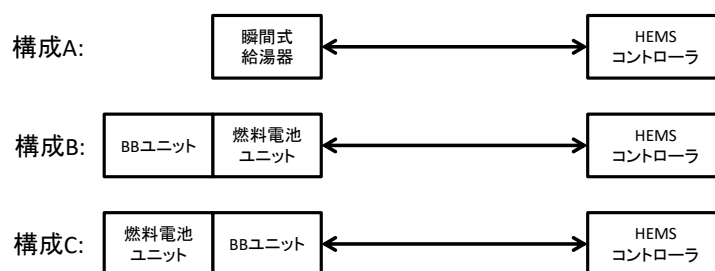 構成A:
瞬間式
給湯器
HEMS
コントローラ
構成B:
BBユニット
燃料電池
ユニット
HEMS
コントローラ
構成C:
燃料電池
ユニット
BBユニット
HEMS
コントローラ